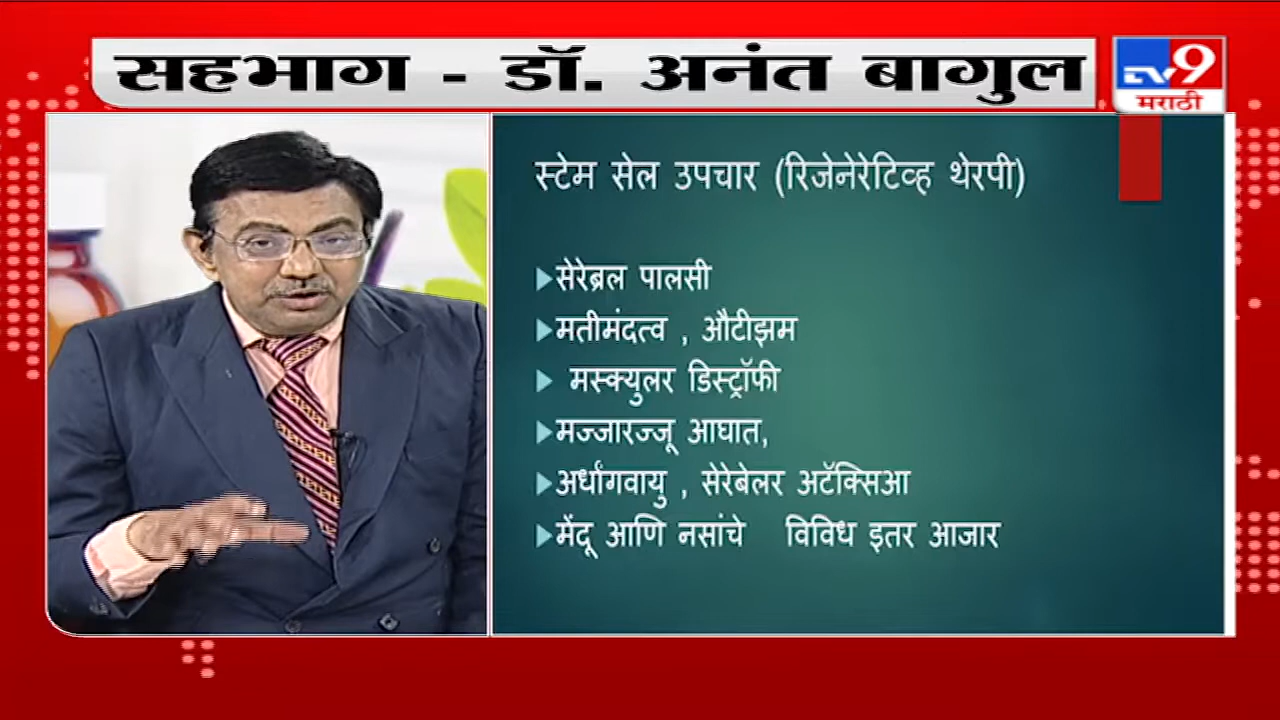 सहभाग - डॉ. अनंत बागुल
TV9
मराठी
स्टेम सेल उपचार (रिजेनेरेटिव्ह थेरपी)
सेरेब्रल पालसी
मतीमंदत्व , औटीझम
मस्क्युलर डिस्ट्रॉफी
मज्जारज्जू आघात,
अर्धांगवायु , सेरेबेलर अटॅक्सिआ
मेंदू आणि नसांचे विविध इतर आजार